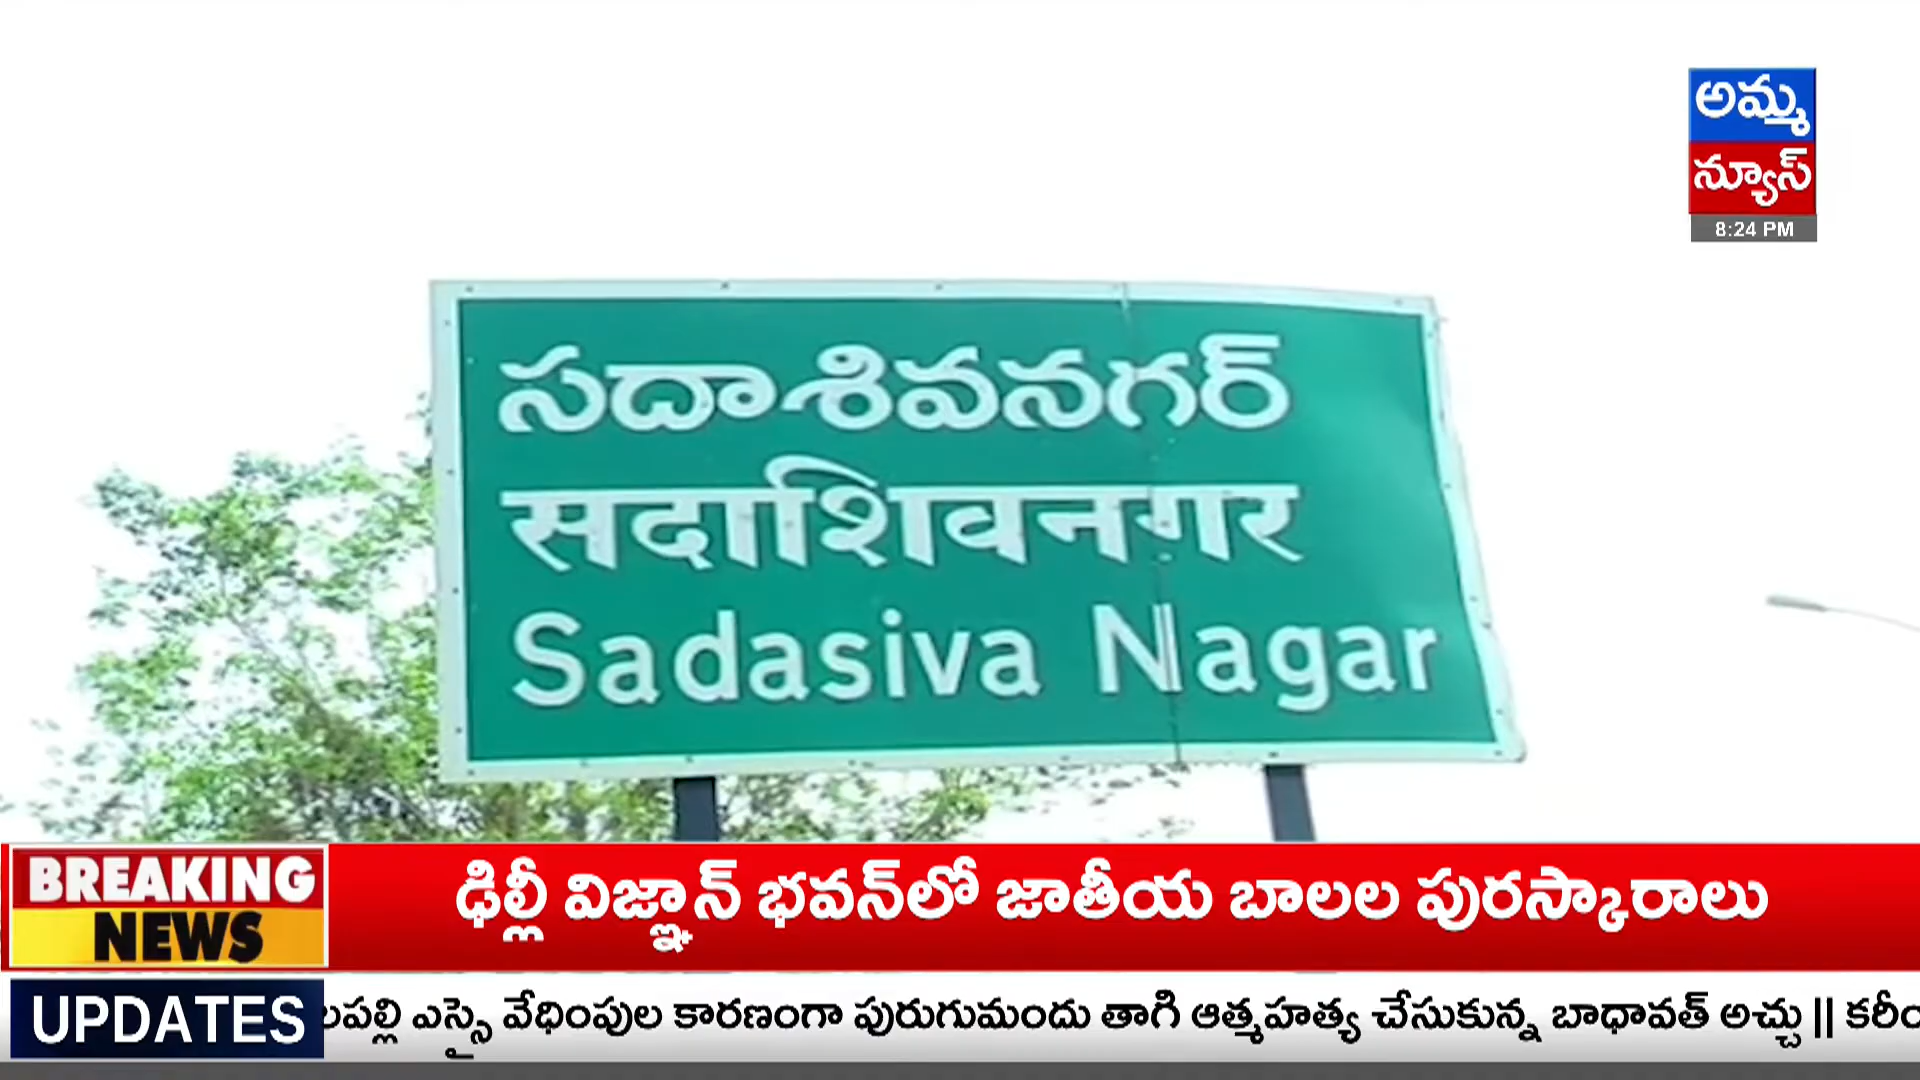 అమ్మ
న్యూస్
8:24 PM
సదాశివనగర్
सदाशिवनगर
Sadasiva Nagar
BREAKING
NEWS
ఢిల్లీ విజ్ఞాన్ భవన్‌లో జాతీయ బాలల పురస్కారాలు
UPDATES
ఎస్సై వేధింపుల కారణంగా పురుగుమందు తాగి ఆత్మహత్య చేసుకున్న బాధావత్ అచ్చు ||